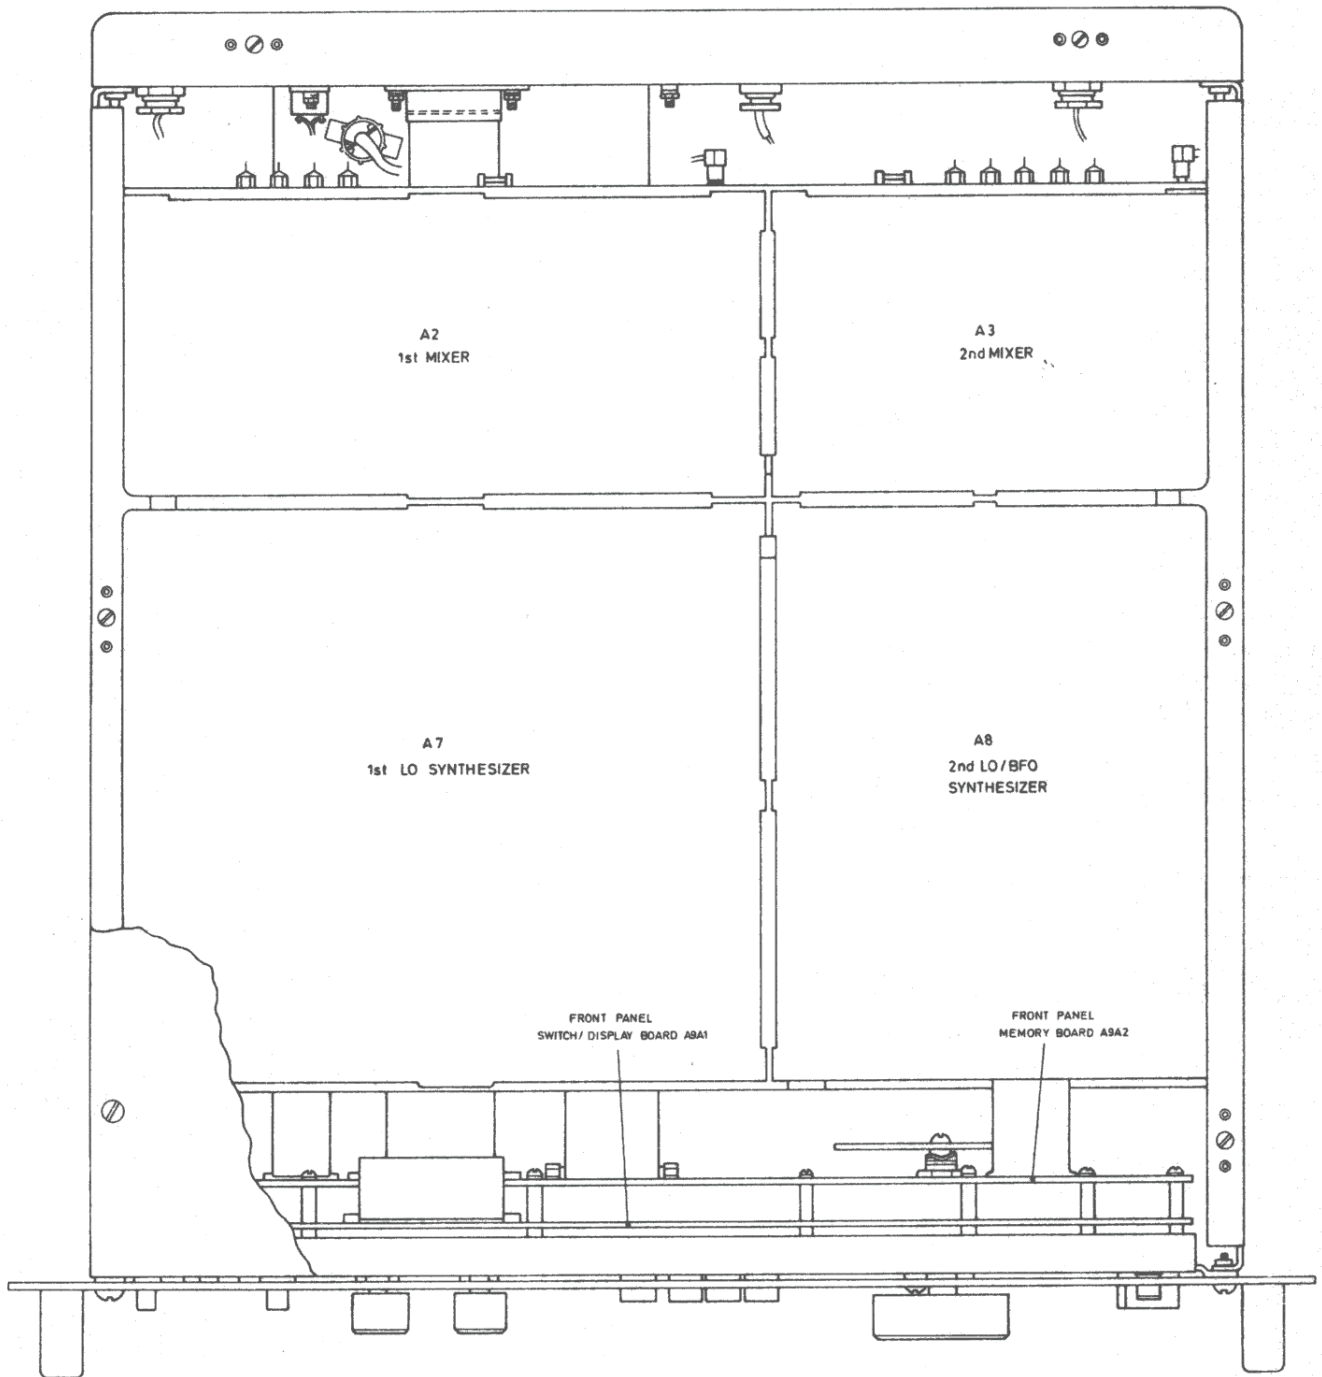 A2
1st MIXER
A3
2nd MIXER
A7
1st LO SYNTHESIZER
A8
2nd LO/BFO
SYNTHESIZER
FRONT PANEL
SWITCH/ DISPLAY BOARD A9A1
FRONT PANEL
MEMORY BOARD A9A2